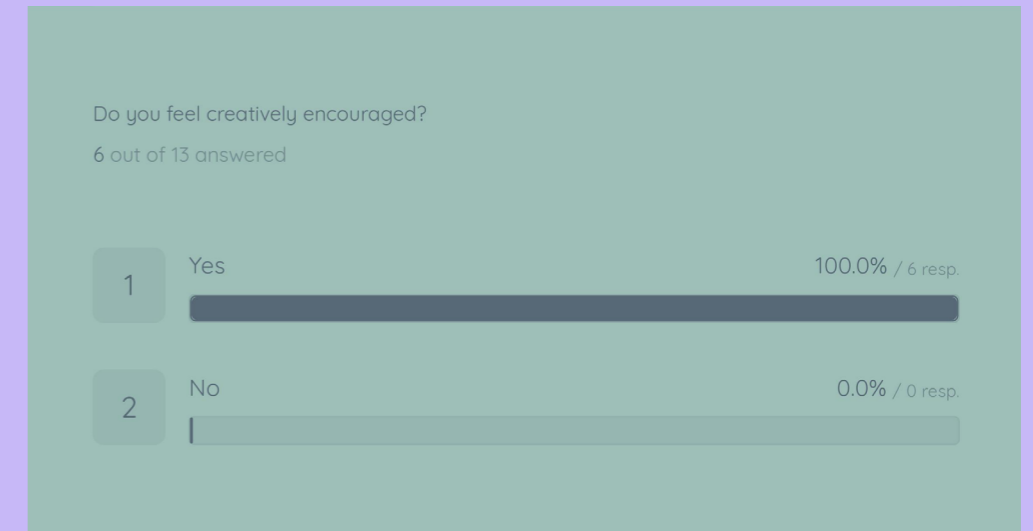 Do you feel creatively encouraged?
6 out of 13 answered
1 Yes 100.0% / 6 resp.
2 No 0.0% / 0 resp.